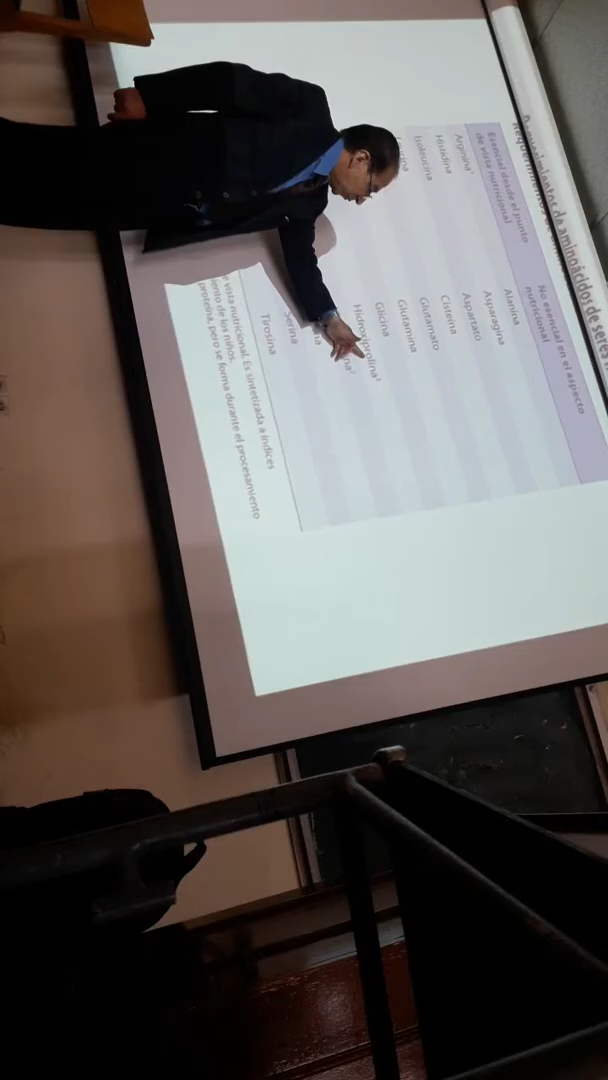 Requerimientos de aminoácidos de seres
Esencial desde el punto
de vista nutricional
No esencial en el aspecto
nutricional
Arginina¹
Alanina
Histidina
Asparagina
Isoleucina
Aspartato
Cisteína
Glutamato
Glutamina
Glicina
Hidroxiprolina²
Serina
Tirosina
vista nutricional. Es sintetizada a índices
de los niños.
proteína, pero se forma durante el procesamiento